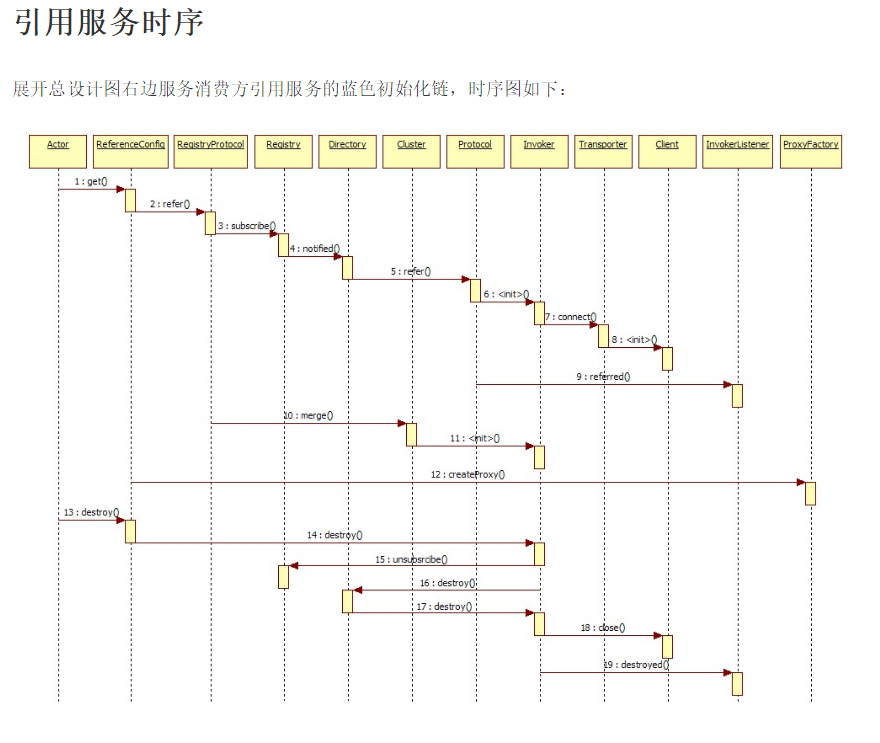 引用服务时序
展开总设计图右边服务消费方引用服务的蓝色初始化链，时序图如下：
Actor ReferenceConfig RegistryProtocol Registry Directory Cluster Protocol Invoker Transporter Client InvokerListener ProxyFactory
1 : get()
2 : refer()
3 : subscribe()
4 : notified()
5 : refer()
6 : <init>()
7 : connect()
8 : <init>()
9 : referred()
10 : merge()
11 : <init>()
12 : createProxy()
13 : destroy()
14 : destroy()
15 : unsubsrcibe()
16 : destroy()
17 : destroy()
18 : close()
19 : destroyed()